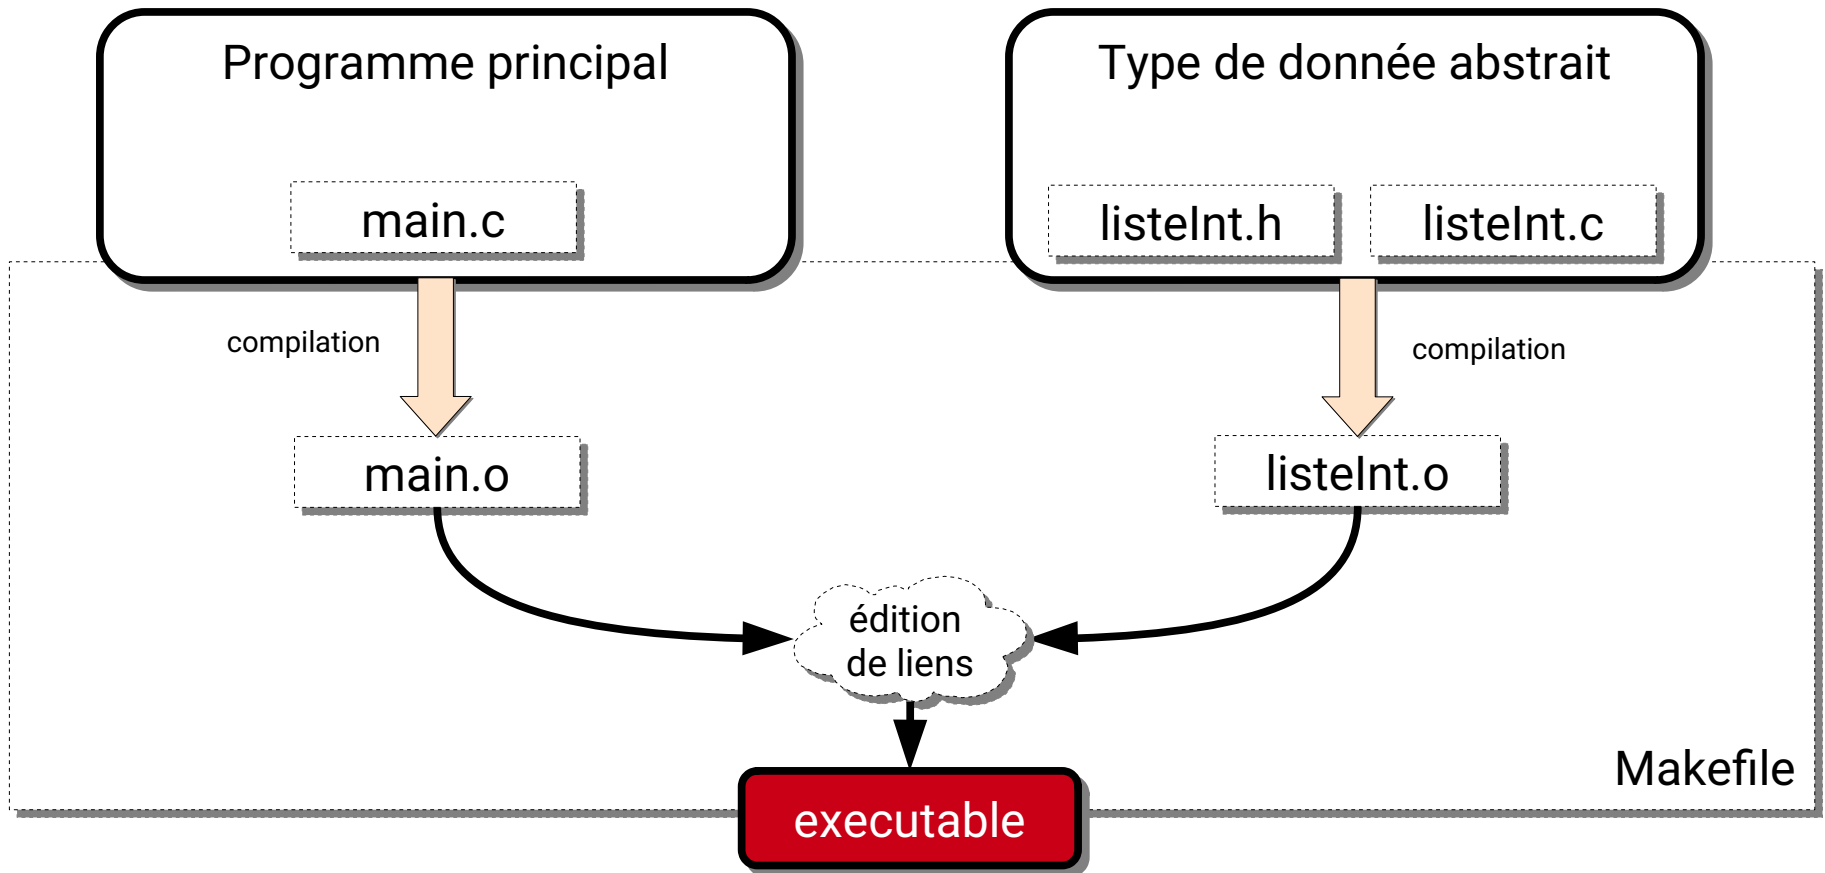 Programme principal
Type de donnée abstrait
main.c
listeInt.h
listeInt.c
compilation
compilation
main.o
listeInt.o
édition
de liens
Makefile
executable